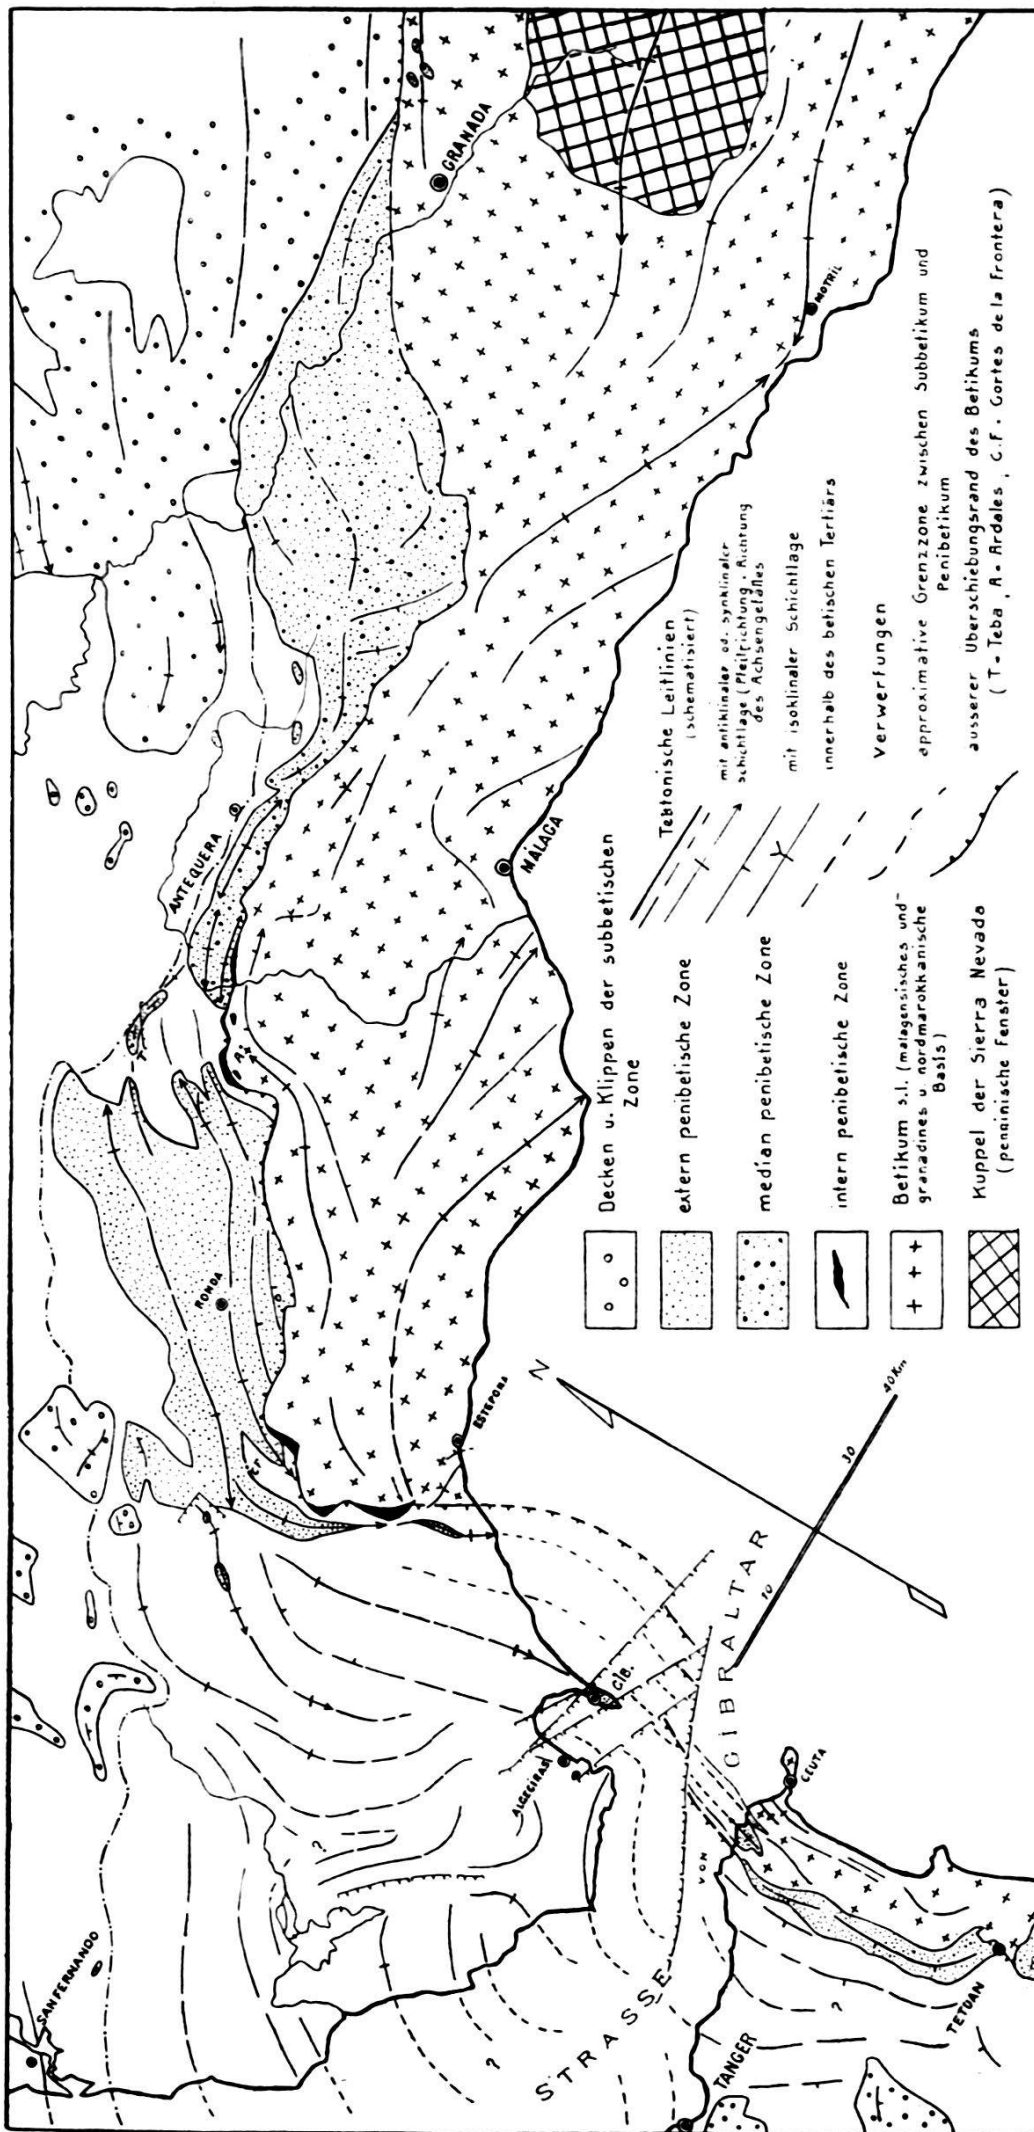 SAN FERNANDO
RONDA
ANTEQUERA
GRANADA
A.
C.F.
ESTEPONA
MÁLAGA
MOTRIL
ALGECIRAS
GIB.
STRASSE
VON
GIBRALTAR
CEUTA
TANGER
TETUAN
?
?
?
N
10
30
40 Km
Decken u. Klippen der subbetischen
Zone
extern penibetische Zone
median penibetische Zone
intern penibetische Zone
Betikum s.l. (malagensisches und
granadines u. nordmarokkanische
Basis)
Kuppel der Sierra Nevada
(penninische Fenster)
Tektonische Leitlinien
(schematisiert)
mit antiklinaler od. synklinaler
Schichtlage (Pfeilrichtung = Richtung
des Achsengefälles
mit isoklinaler Schichtlage
innerhalb des betischen Tertiärs
Verwerfungen
approximative Grenzzone zwischen Subbetikum und
Penibetikum
äusserer Überschiebungsrand des Betikums
(T = Teba, A = Ardales, C.F. = Cortes de la Frontera)